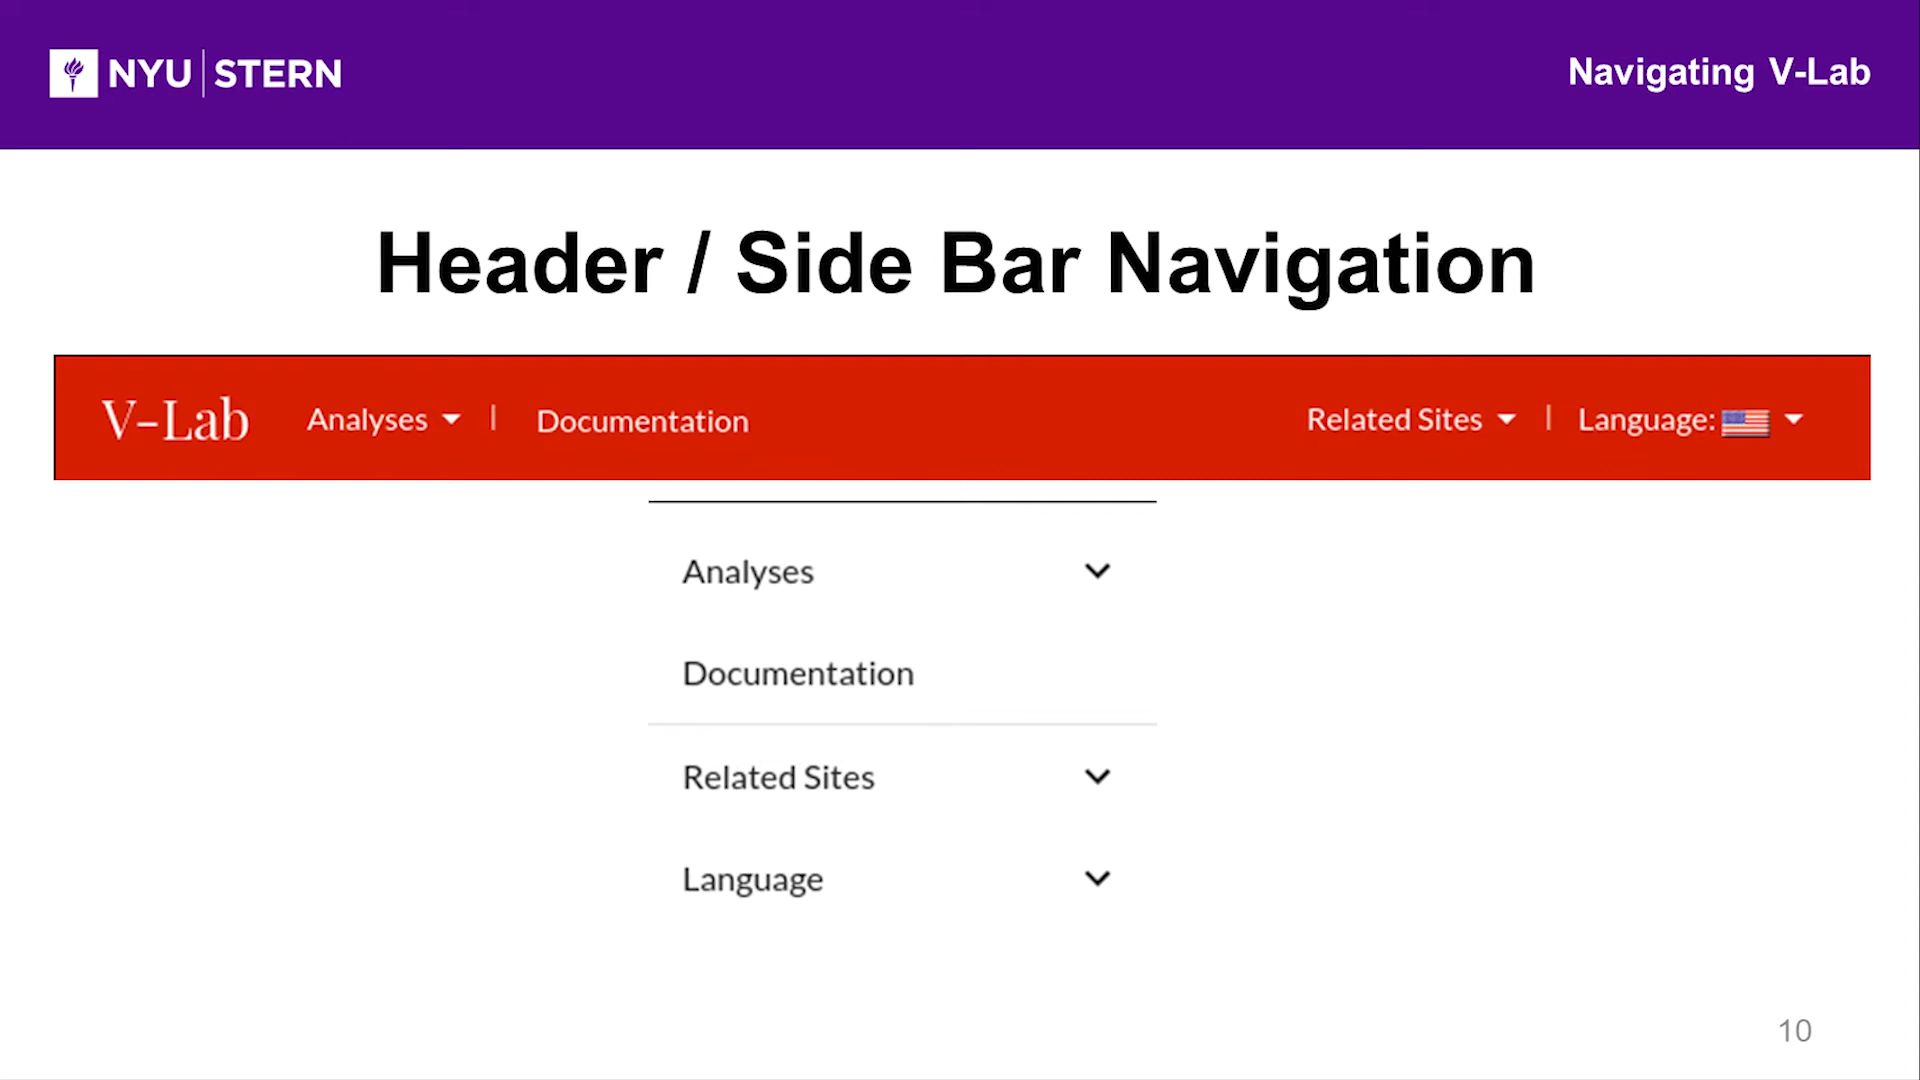 NYU STERN
Navigating V-Lab
Header / Side Bar Navigation
V-Lab Analyses | Documentation Related Sites | Language:
Analyses
Documentation
Related Sites
Language
10